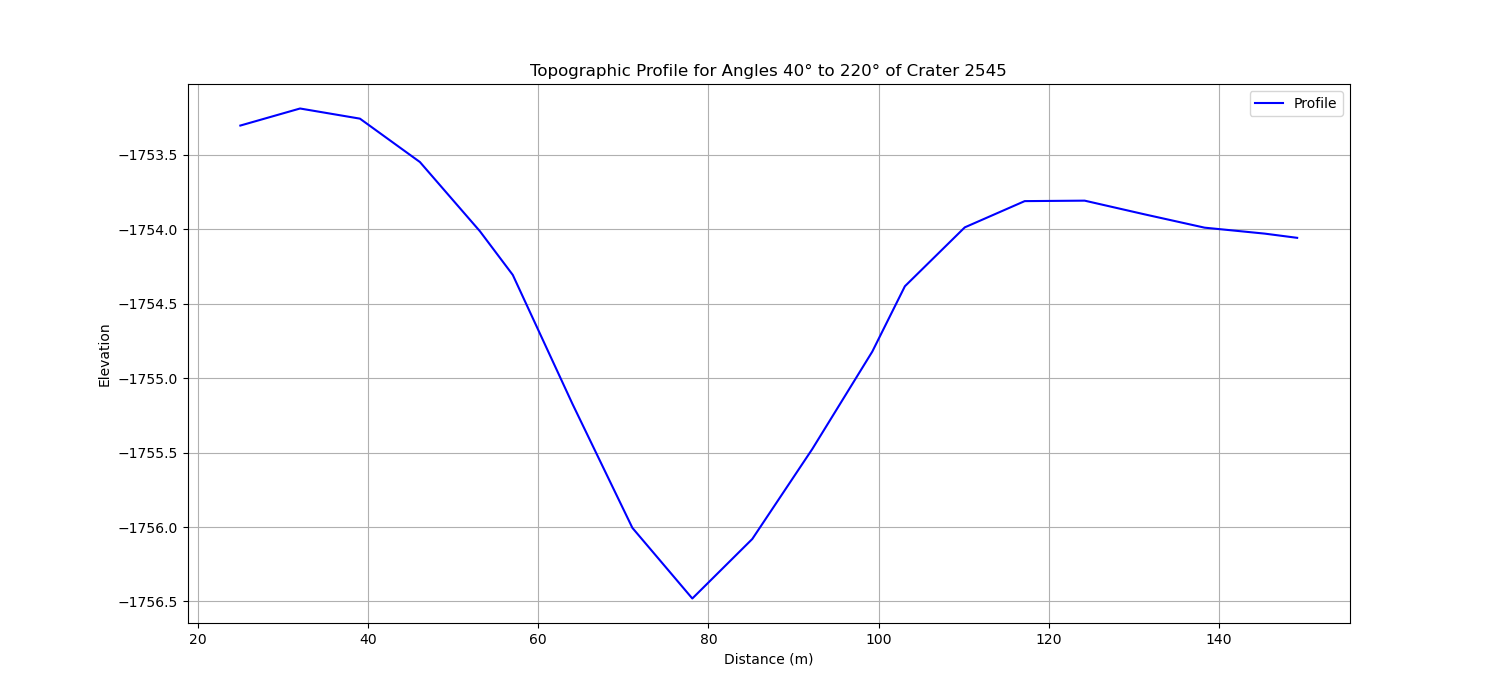 Topographic Profile for Angles 40° to 220° of Crater 2545
Profile
−1753.5
−1754.0
−1754.5
−1755.0
−1755.5
−1756.0
−1756.5
Elevation
20 40 60 80 100 120 140
Distance (m)